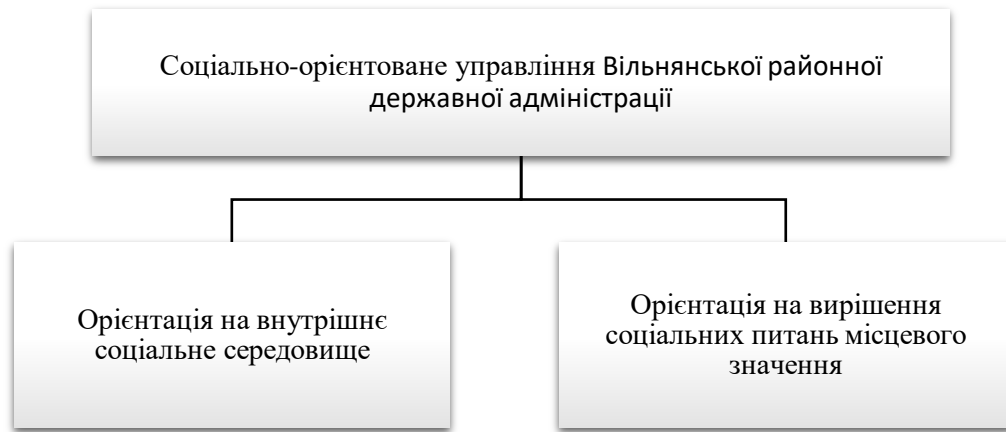 Соціально-орієнтоване управління Вільнянської районної
державної адміністрації
Орієнтація на внутрішнє
соціальне середовище
Орієнтація на вирішення
соціальних питань місцевого
значення